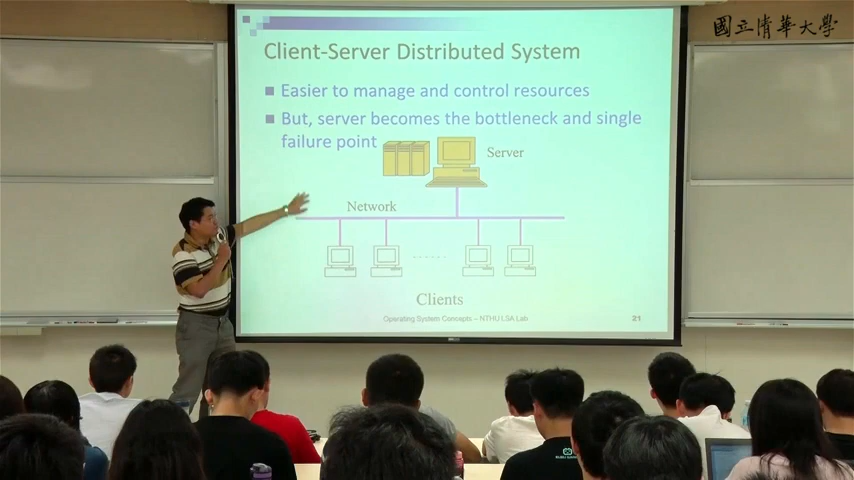 國立清華大學
Client-Server Distributed System
Easier to manage and control resources
But, server becomes the bottleneck and single
failure point
Server
Network
Clients
Operating System Concepts – NTHU LSA Lab
21